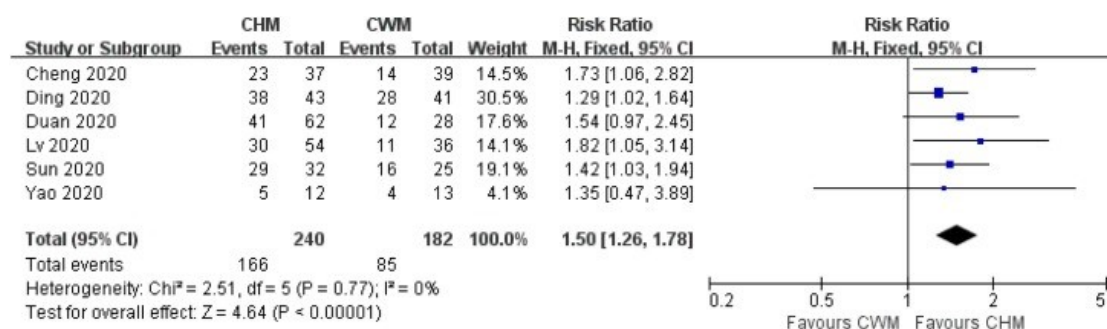 CHM CWM Risk Ratio Risk Ratio
Study or Subgroup Events Total Events Total Weight M-H, Fixed, 95% CI M-H, Fixed, 95% CI
Cheng 2020 23 37 14 39 14.5% 1.73 [1.06, 2.82]
Ding 2020 38 43 28 41 30.5% 1.29 [1.02, 1.64]
Duan 2020 41 62 12 28 17.6% 1.54 [0.97, 2.45]
Lv 2020 30 54 11 36 14.1% 1.82 [1.05, 3.14]
Sun 2020 29 32 16 25 19.1% 1.42 [1.03, 1.94]
Yao 2020 5 12 4 13 4.1% 1.35 [0.47, 3.89]
Total (95% CI) 240 182 100.0% 1.50 [1.26, 1.78]
Total events 166 85
Heterogeneity: Chi² = 2.51, df = 5 (P = 0.77); I² = 0%
Test for overall effect: Z = 4.64 (P < 0.00001)
0.2 0.5 1 2 5
Favours CWM Favours CHM